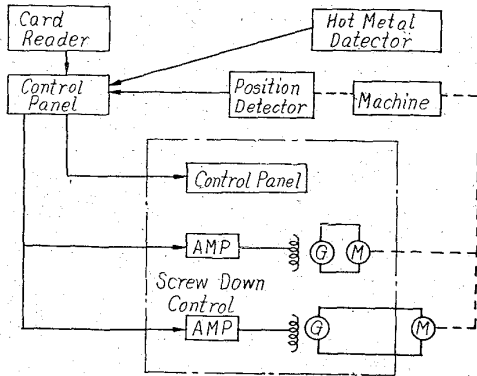 Card
Reader
Hot Metal
Datector
Control
Panel
Position
Detector
Machine
Control Panel
AMP
G
M
Screw Down
Control
AMP
G
M